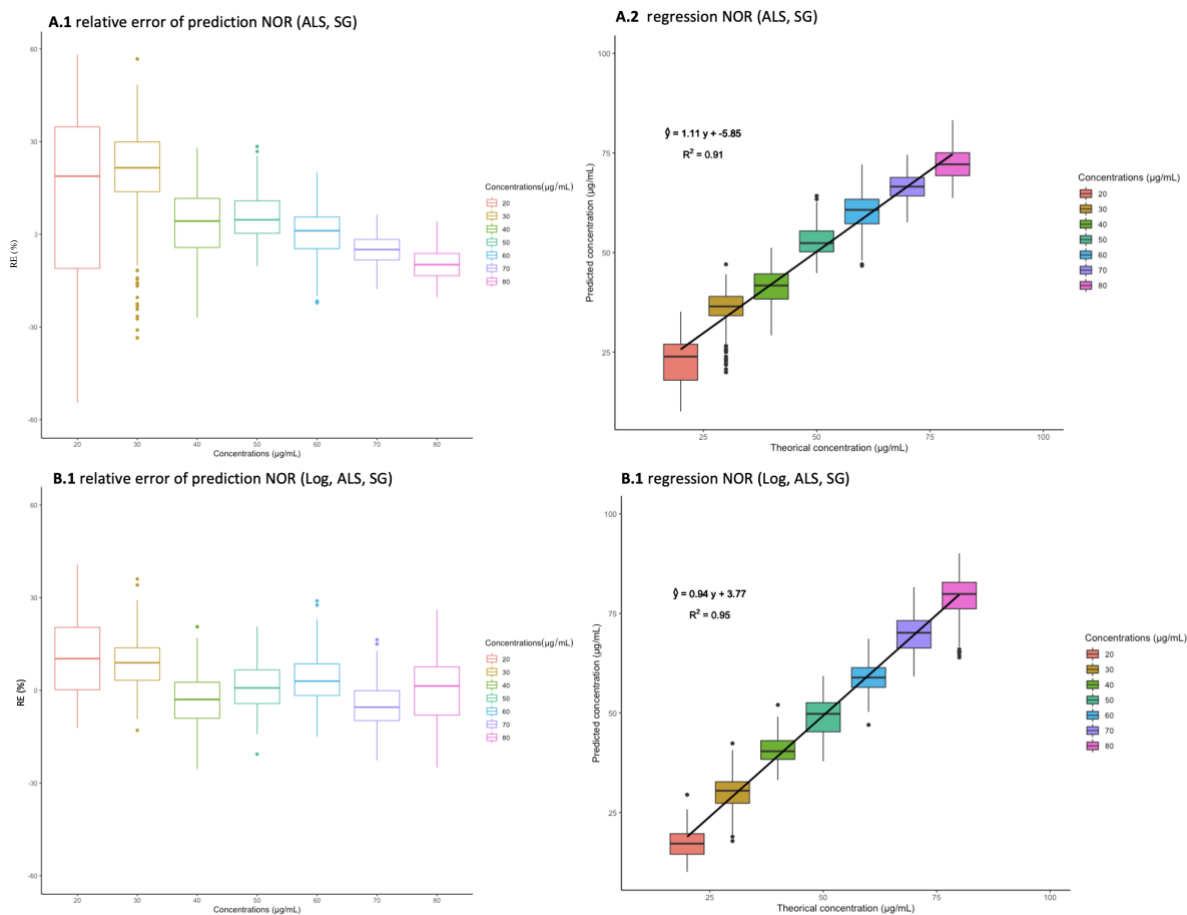 A.1 relative error of prediction NOR (ALS, SG)
60
30
0
-30
-60
RE (%)
20 30 40 50 60 70 80
Concentrations (µg/mL)
Concentrations(µg/mL)
20
30
40
50
60
70
80
A.2 regression NOR (ALS, SG)
100
75
50
25
Predicted concentration (µg/mL)
ŷ = 1.11 y + -5.85
R² = 0.91
25 50 75 100
Theorical concentration (µg/mL)
Concentrations (µg/mL)
20
30
40
50
60
70
80
B.1 relative error of prediction NOR (Log, ALS, SG)
60
30
0
-30
-60
RE (%)
20 30 40 50 60 70 80
Concentrations (µg/mL)
Concentrations(µg/mL)
20
30
40
50
60
70
80
B.1 regression NOR (Log, ALS, SG)
100
75
50
25
Predicted concentration (µg/mL)
ŷ = 0.94 y + 3.77
R² = 0.95
25 50 75 100
Theorical concentration (µg/mL)
Concentrations (µg/mL)
20
30
40
50
60
70
80